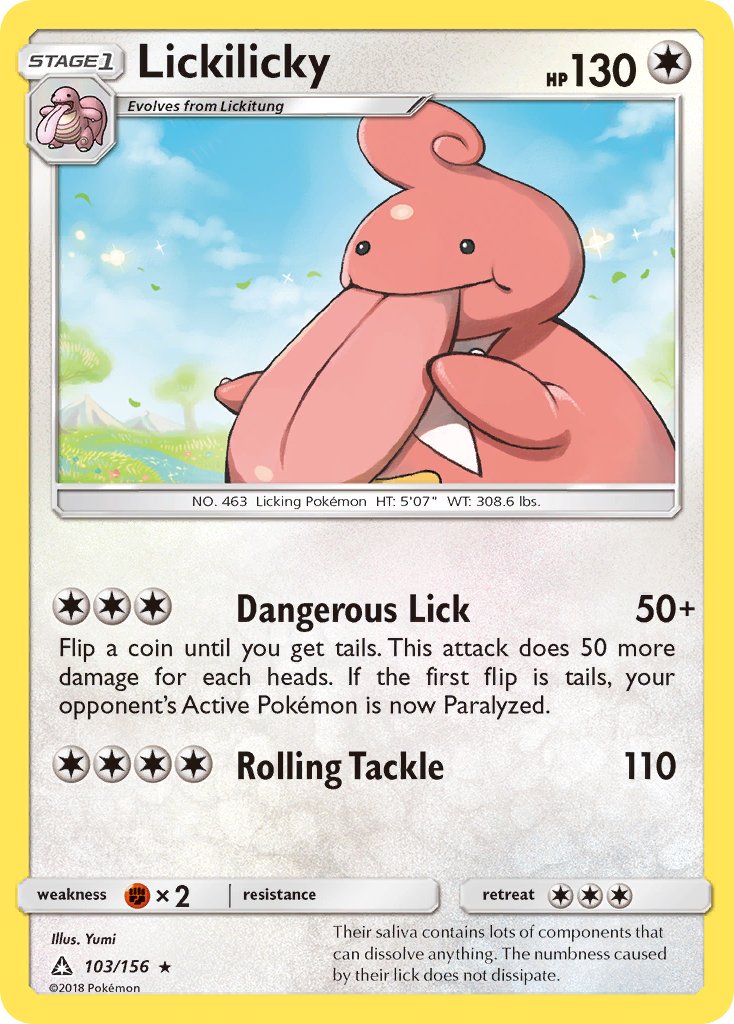 STAGE 1
Lickilicky
HP 130
Evolves from Lickitung
NO. 463 Licking Pokémon HT: 5'07" WT: 308.6 lbs.
Dangerous Lick 50+
Flip a coin until you get tails. This attack does 50 more
damage for each heads. If the first flip is tails, your
opponent's Active Pokémon is now Paralyzed.
Rolling Tackle 110
weakness ×2 resistance retreat
Illus. Yumi
103/156 ★
©2018 Pokémon
Their saliva contains lots of components that
can dissolve anything. The numbness caused
by their lick does not dissipate.